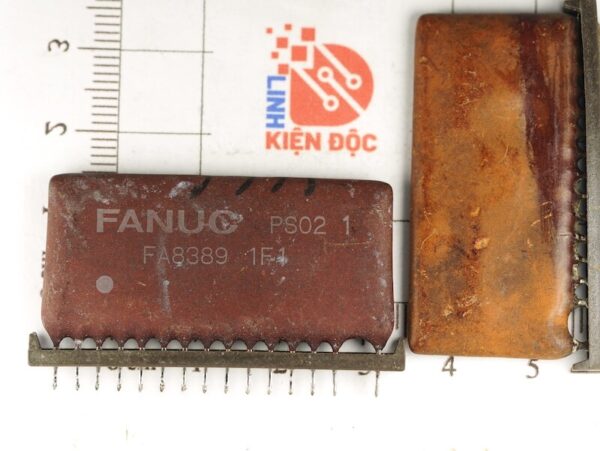 3
5
LINH
KIỆN ĐỘC
FANUC PS02 1
FA8389 1F1
4
5